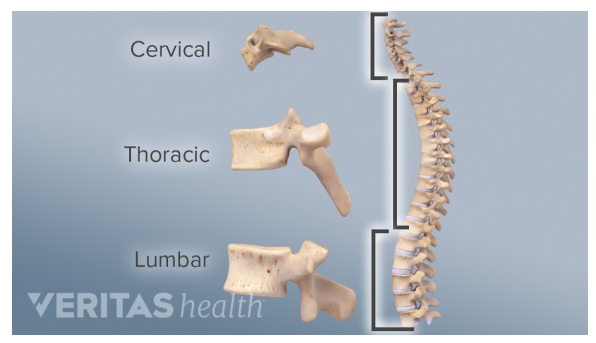 Cervical
Thoracic
Lumbar
VERITAS health